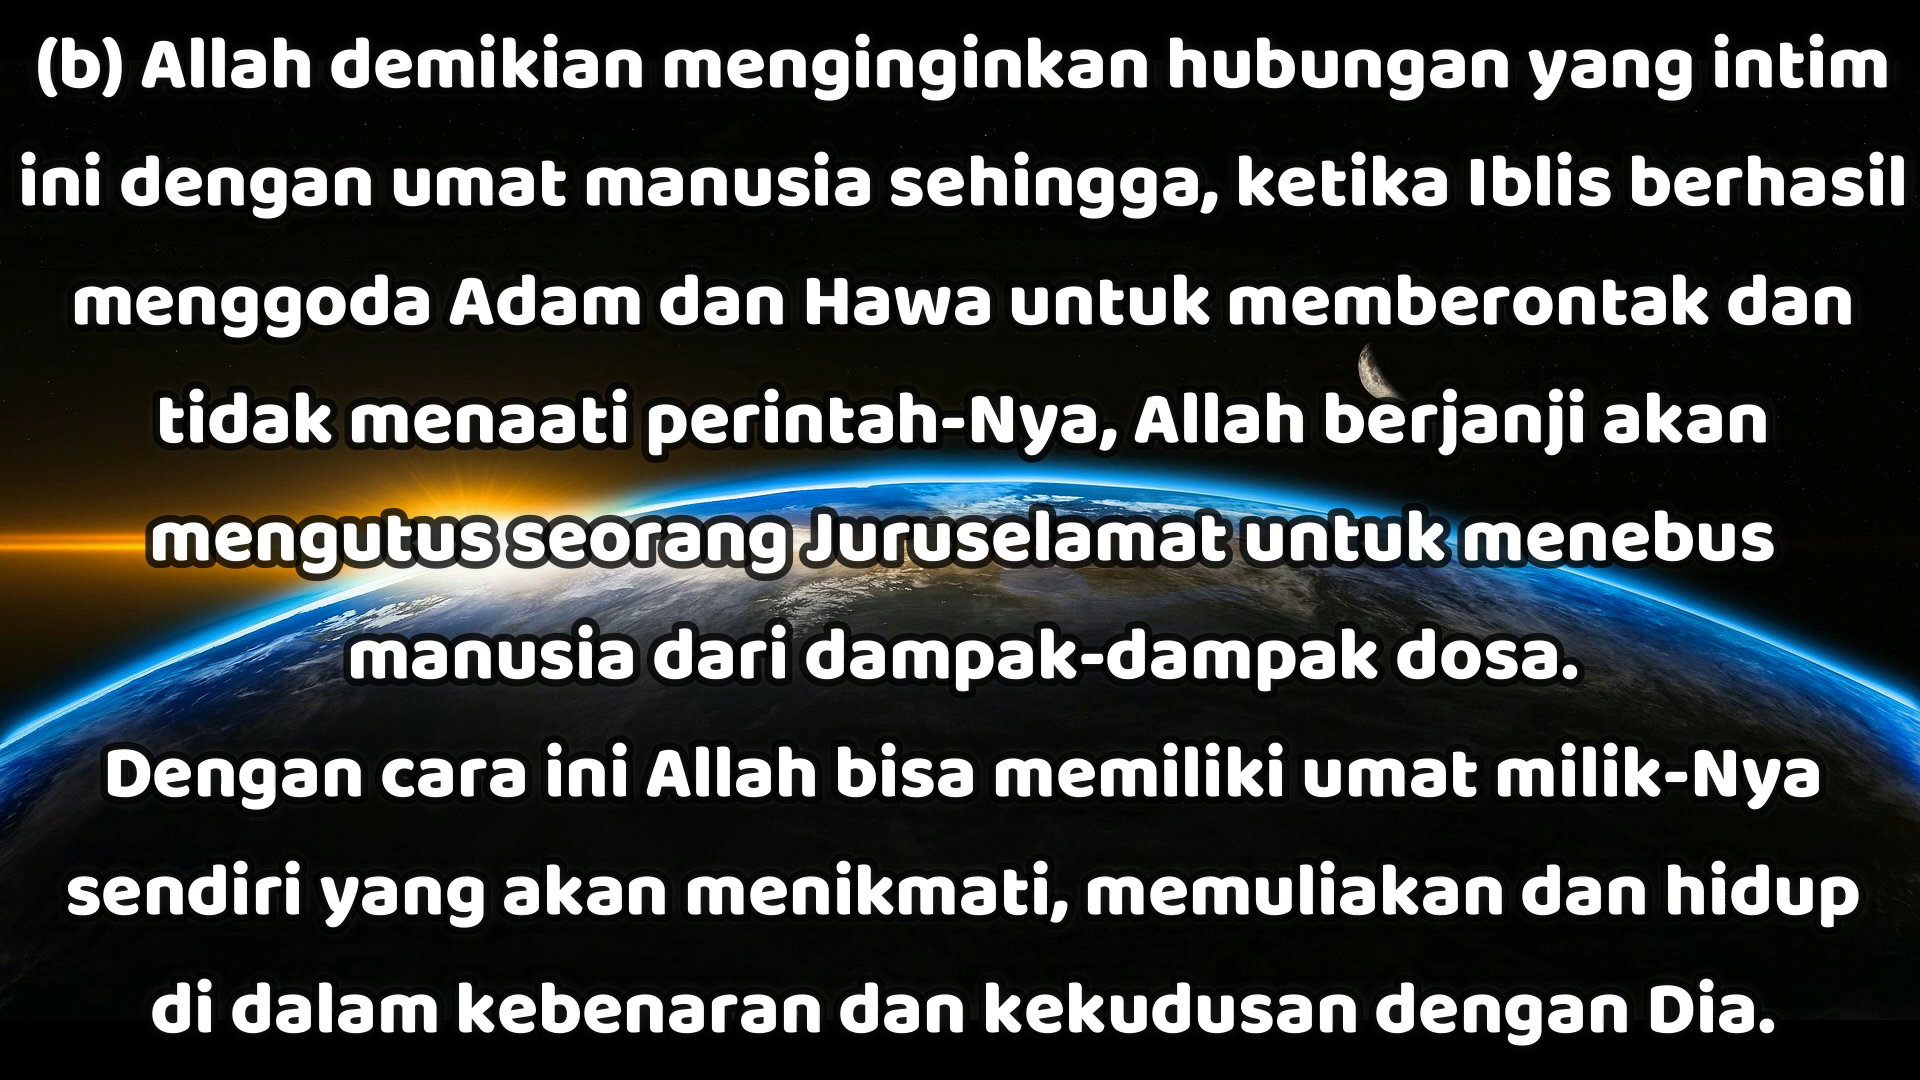 (b) Allah demikian menginginkan hubungan yang intim
ini dengan umat manusia sehingga, ketika Iblis berhasil
menggoda Adam dan Hawa untuk memberontak dan
tidak menaati perintah-Nya, Allah berjanji akan
mengutus seorang Juruselamat untuk menebus
manusia dari dampak-dampak dosa.
Dengan cara ini Allah bisa memiliki umat milik-Nya
sendiri yang akan menikmati, memuliakan dan hidup
di dalam kebenaran dan kekudusan dengan Dia.